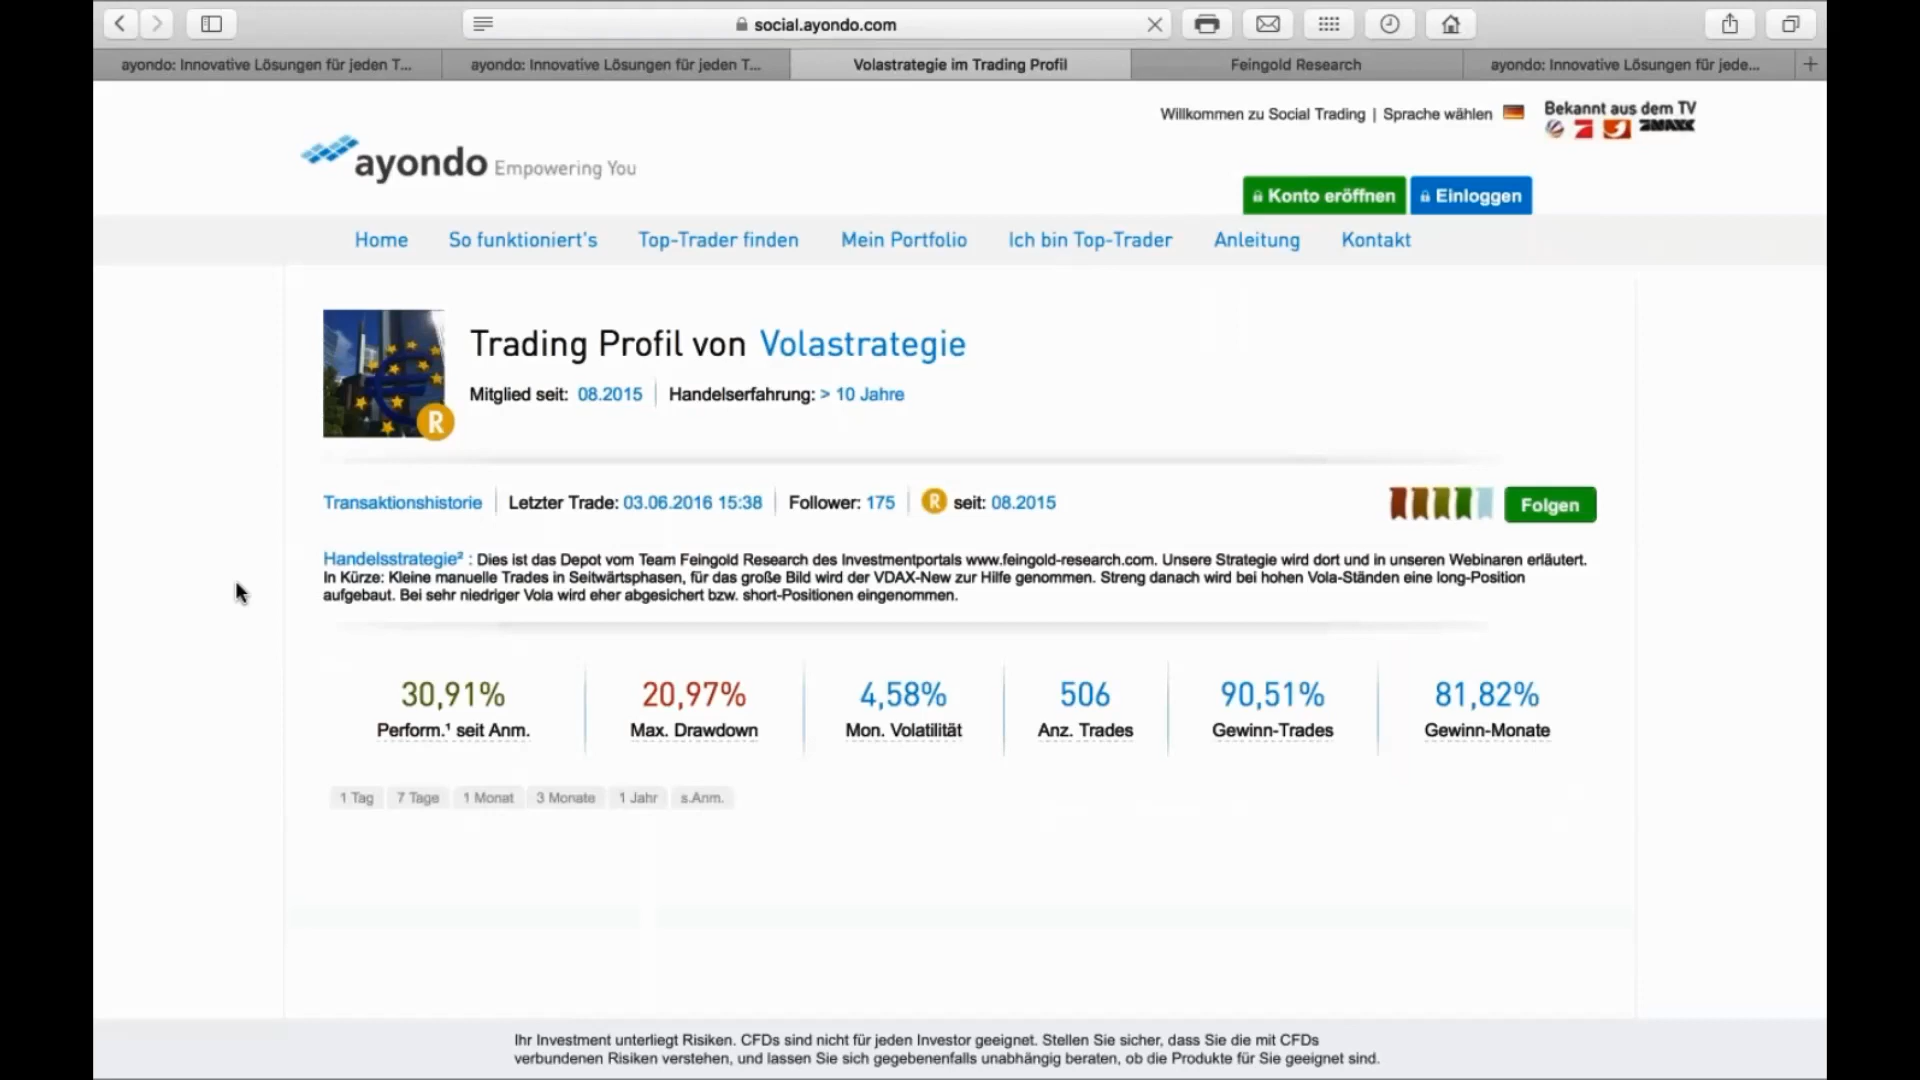 social.ayondo.com
ayondo: Innovative Lösungen für jeden T...
ayondo: Innovative Lösungen für jeden T...
Volastrategie im Trading Profil
Feingold Research
ayondo: Innovative Lösungen für jede...
Willkommen zu Social Trading | Sprache wählen
Bekannt aus dem TV
ayondo Empowering You
Konto eröffnen
Einloggen
Home
So funktioniert's
Top-Trader finden
Mein Portfolio
Ich bin Top-Trader
Anleitung
Kontakt
R
Trading Profil von Volastrategie
Mitglied seit: 08.2015
Handelserfahrung: > 10 Jahre
Transaktionshistorie
Letzter Trade: 03.06.2016 15:38
Follower: 175
R seit: 08.2015
Folgen
Handelsstrategie² : Dies ist das Depot vom Team Feingold Research des Investmentportals www.feingold-research.com. Unsere Strategie wird dort und in unseren Webinaren erläutert.
In Kürze: Kleine manuelle Trades in Seitwärtsphasen, für das große Bild wird der VDAX-New zur Hilfe genommen. Streng danach wird bei hohen Vola-Ständen eine long-Position
aufgebaut. Bei sehr niedriger Vola wird eher abgesichert bzw. short-Positionen eingenommen.
30,91%
Perform.¹ seit Anm.
20,97%
Max. Drawdown
4,58%
Mon. Volatilität
506
Anz. Trades
90,51%
Gewinn-Trades
81,82%
Gewinn-Monate
1 Tag
7 Tage
1 Monat
3 Monate
1 Jahr
s.Anm.
Ihr Investment unterliegt Risiken. CFDs sind nicht für jeden Investor geeignet. Stellen Sie sicher, dass Sie die mit CFDs
verbundenen Risiken verstehen, und lassen Sie sich gegebenenfalls unabhängig beraten, ob die Produkte für Sie geeignet sind.